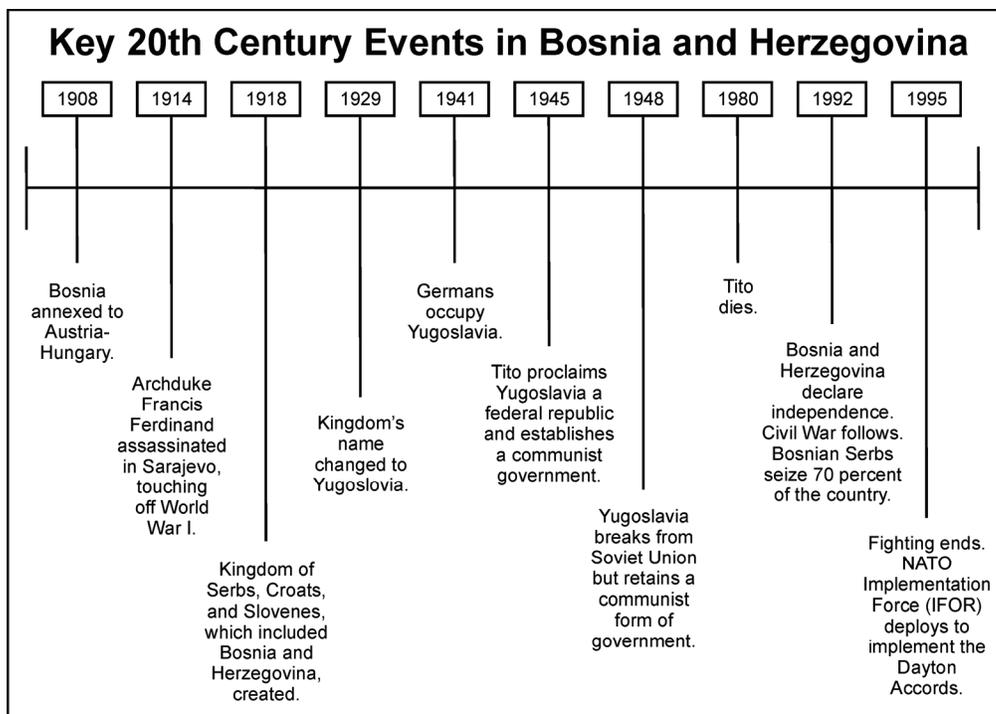 Key 20th Century Events in Bosnia and Herzegovina
1908
1914
1918
1929
1941
1945
1948
1980
1992
1995
Bosnia
annexed to
Austria-
Hungary.
Archduke
Francis
Ferdinand
assassinated
in Sarajevo,
touching
off World
War I.
Kingdom of
Serbs, Croats,
and Slovenes,
which included
Bosnia and
Herzegovina,
created.
Kingdom’s
name
changed to
Yugoslovia.
Germans
occupy
Yugoslavia.
Tito proclaims
Yugoslavia a
federal republic
and establishes
a communist
government.
Yugoslavia
breaks from
Soviet Union
but retains a
communist
form of
government.
Tito
dies.
Bosnia and
Herzegovina
declare
independence.
Civil War follows.
Bosnian Serbs
seize 70 percent
of the country.
Fighting ends.
NATO
Implementation
Force (IFOR)
deploys to
implement the
Dayton
Accords.